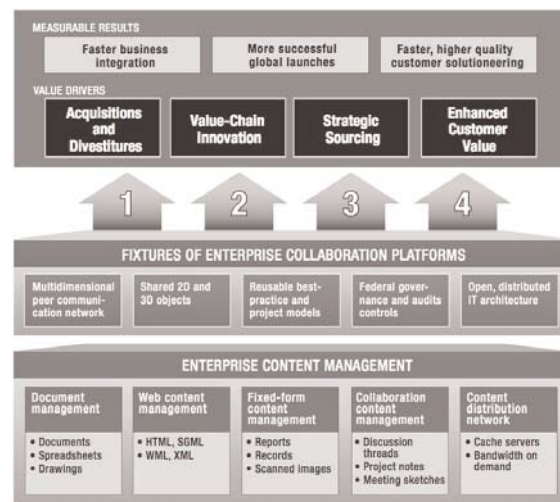 MEASURABLE RESULTS
Faster business
integration
More successful
global launches
Faster, higher quality
customer solutioneering
VALUE DRIVERS
Acquisitions
and
Divestitures
Value-Chain
Innovation
Strategic
Sourcing
Enhanced
Customer
Value
1
2
3
4
FIXTURES OF ENTERPRISE COLLABORATION PLATFORMS
Multidimensional
peer communi-
cation network
Shared 2D and
3D objects
Reusable best-
practice and
project models
Federal gover-
nance and audits
controls
Open, distributed
iT architecture
ENTERPRISE CONTENT MANAGEMENT
Document
management
• Documents
• Spreadsheets
• Drawings
Web content
management
• HTML, SGML
• WML, XML
Fixed-form
content
management
• Reports
• Records
• Scanned images
Collaboration
content
management
• Discussion
threads
• Project notes
• Meeting sketches
Content
distribution
network
• Cache servers
• Bandwidth on
demand